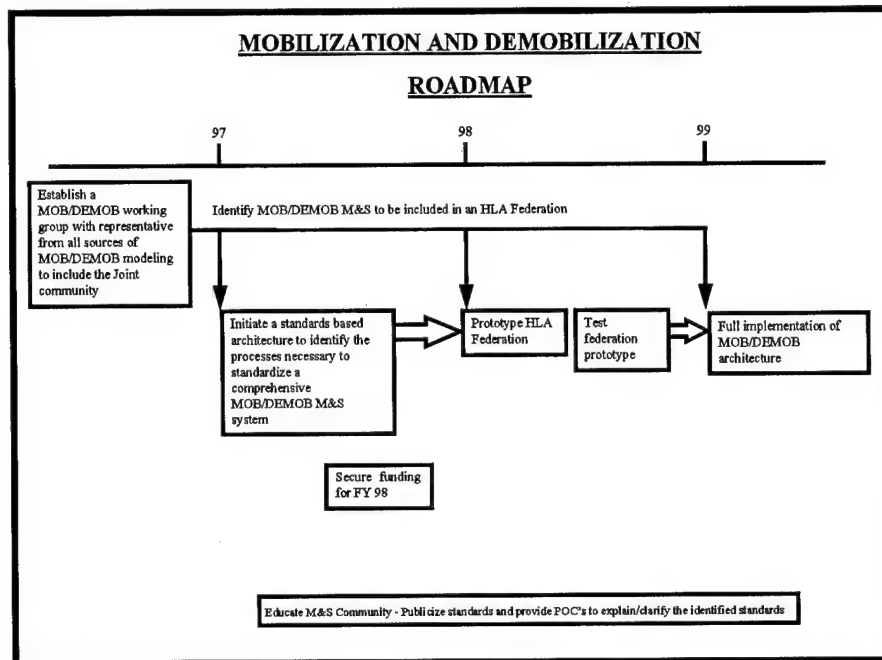 MOBILIZATION AND DEMOBILIZATION
ROADMAP
97
98
99
Establish a
MOB/DEMOB working
group with representative
from all sources of
MOB/DEMOB modeling
to include the Joint
community
Identify MOB/DEMOB M&S to be included in an HLA Federation
Initiate a standards based
architecture to identify the
processes necessary to
standardize a
comprehensive
MOB/DEMOB M&S
system
Prototype HLA
Federation
Test
federation
prototype
Full implementation of
MOB/DEMOB
architecture
Secure funding
for FY 98
Educate M&S Community - Publicize standards and provide POC's to explain/clarify the identified standards